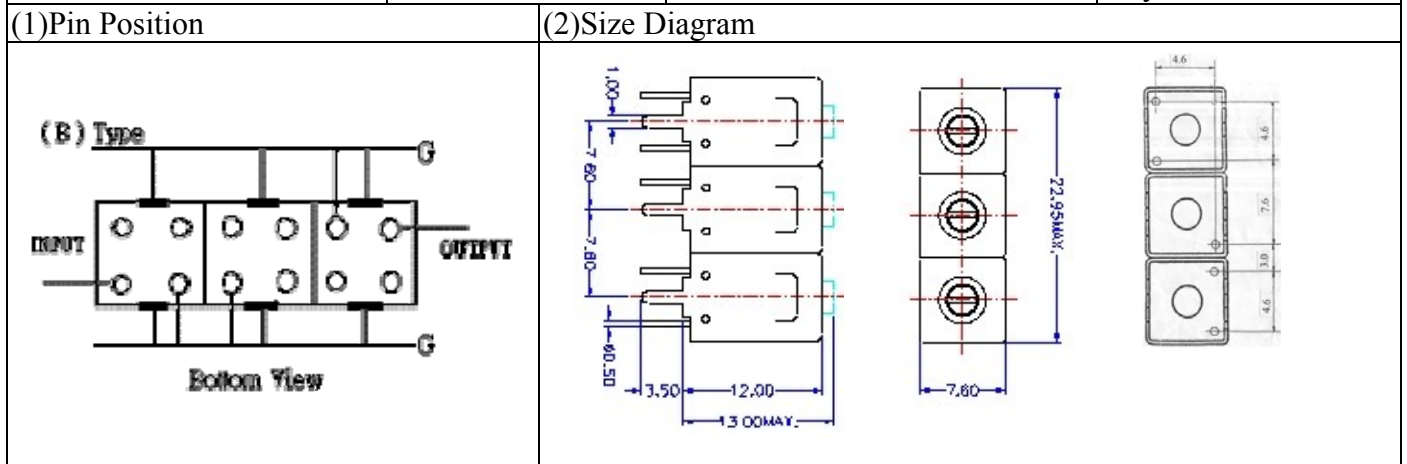 (1)Pin Position
(2)Size Diagram
(B) Type
G
INPUT
OUTPUT
G
Bottom View
1.00
7.60
7.60
ø0.50
3.50
12.00
13.00MAX.
22.95MAX.
7.60
4.6
4.6
7.6
3.0
4.6